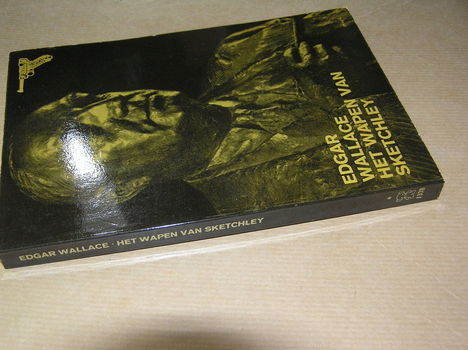 EDGAR
WALLACE
HET WAPEN VAN
SKETCHLEY
EDGAR WALLACE · HET WAPEN VAN SKETCHLEY